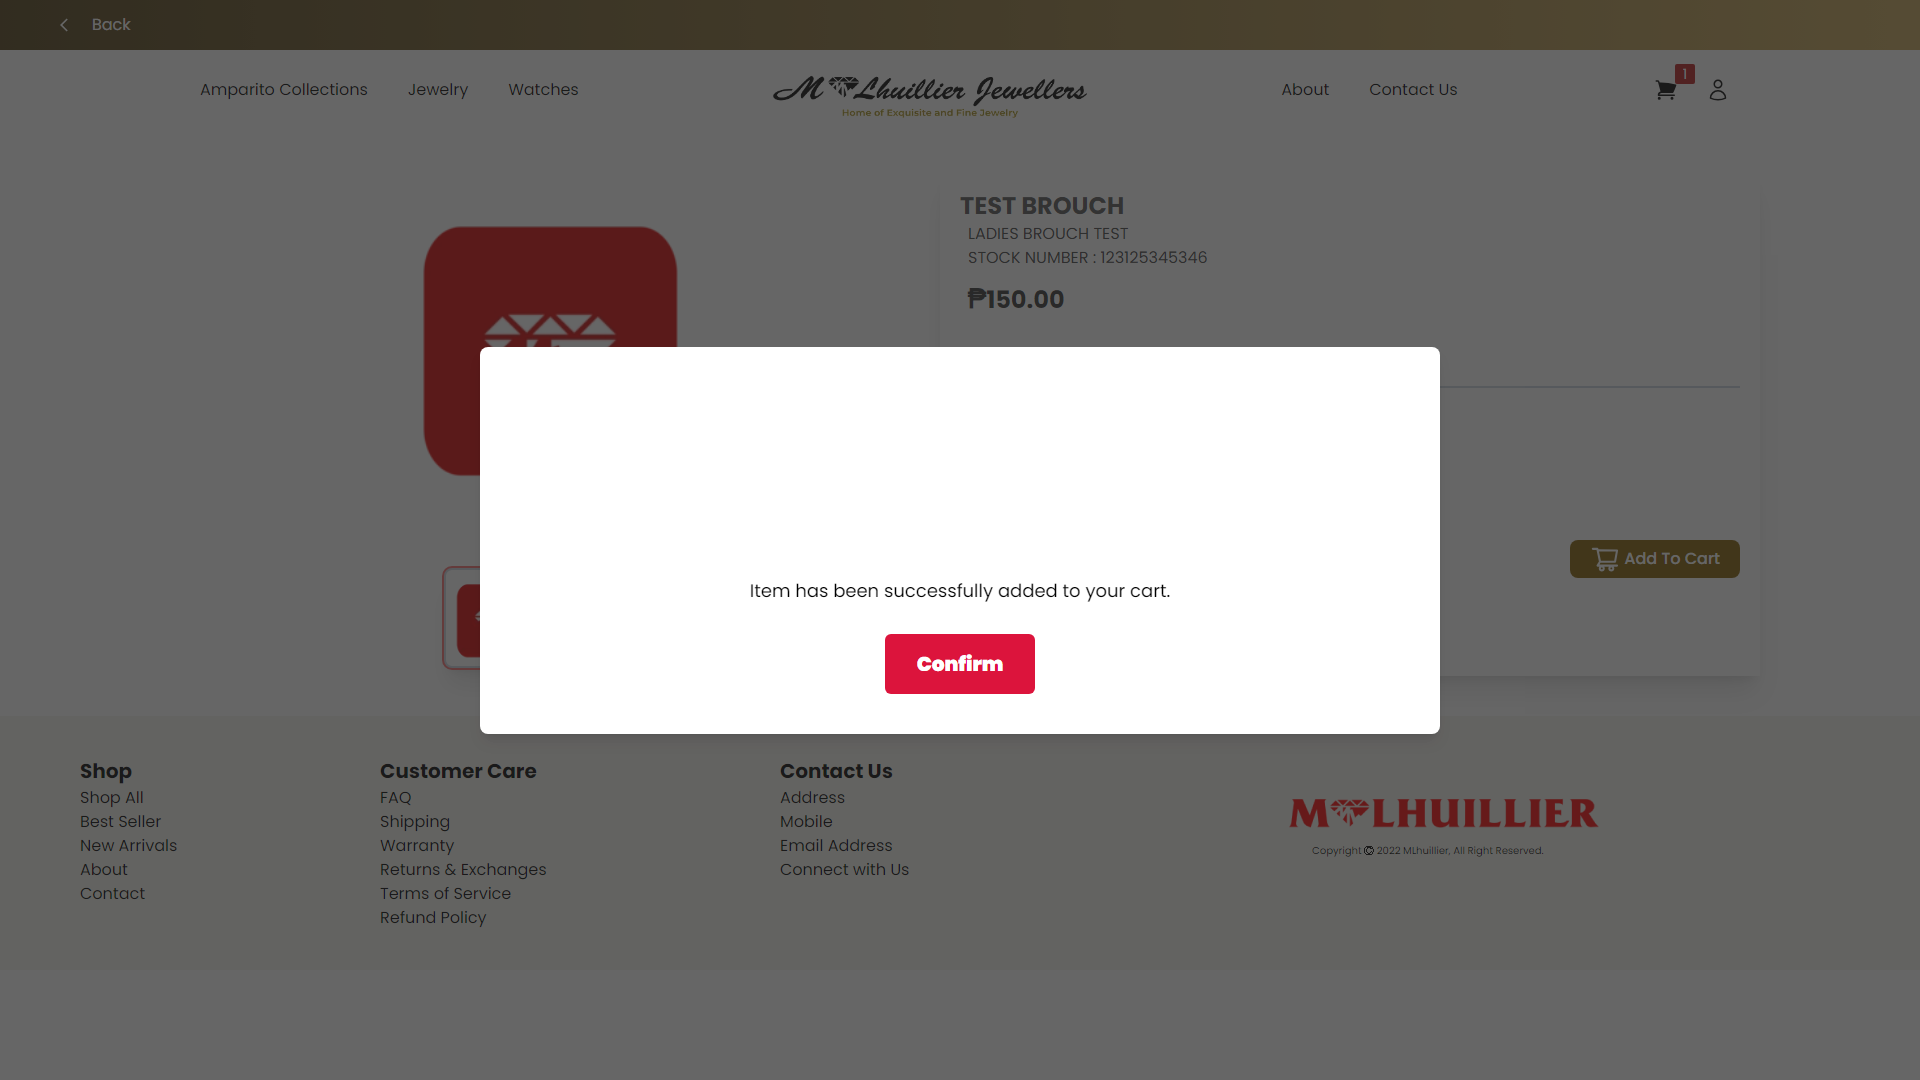 Back
Amparito Collections
Jewelry
Watches
M Lhuillier Jewellers
Home of Exquisite and Fine Jewelry
About
Contact Us
1
TEST BROUCH
LADIES BROUCH TEST
STOCK NUMBER : 123125345346
₱150.00
Add To Cart
Item has been successfully added to your cart.
Confirm
Shop
Shop All
Best Seller
New Arrivals
About
Contact
Customer Care
FAQ
Shipping
Warranty
Returns & Exchanges
Terms of Service
Refund Policy
Contact Us
Address
Mobile
Email Address
Connect with Us
M LHUILLIER
Copyright © 2022 MLhuillier, All Right Reserved.